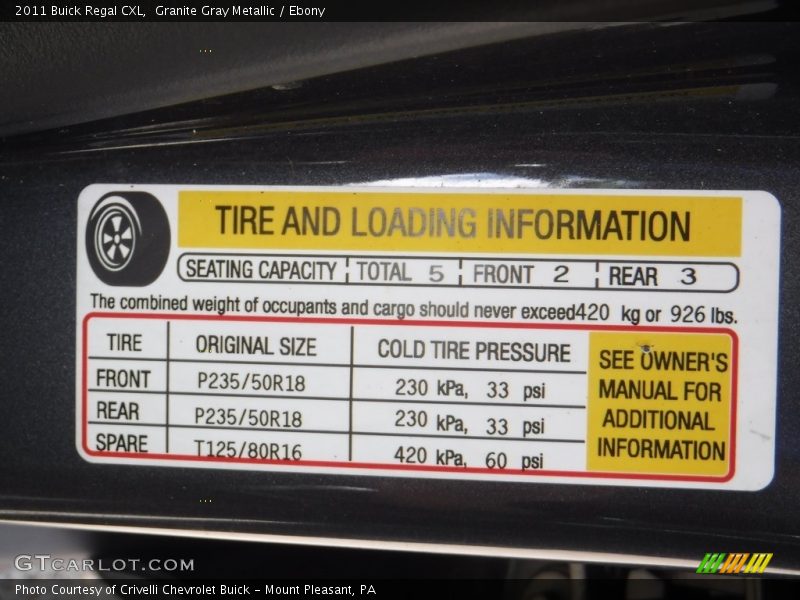 2011 Buick Regal CXL,  Granite Gray Metallic / Ebony
TIRE AND LOADING INFORMATION
SEATING CAPACITY TOTAL 5 FRONT 2 REAR 3
The combined weight of occupants and cargo should never exceed420 kg or 926 lbs.
TIRE ORIGINAL SIZE COLD TIRE PRESSURE
FRONT P235/50R18 230 kPa, 33 psi
REAR P235/50R18 230 kPa, 33 psi
SPARE T125/80R16 420 kPa, 60 psi
SEE OWNER'S
MANUAL FOR
ADDITIONAL
INFORMATION
GTCARLOT.COM
Photo Courtesy of Crivelli Chevrolet Buick - Mount Pleasant, PA